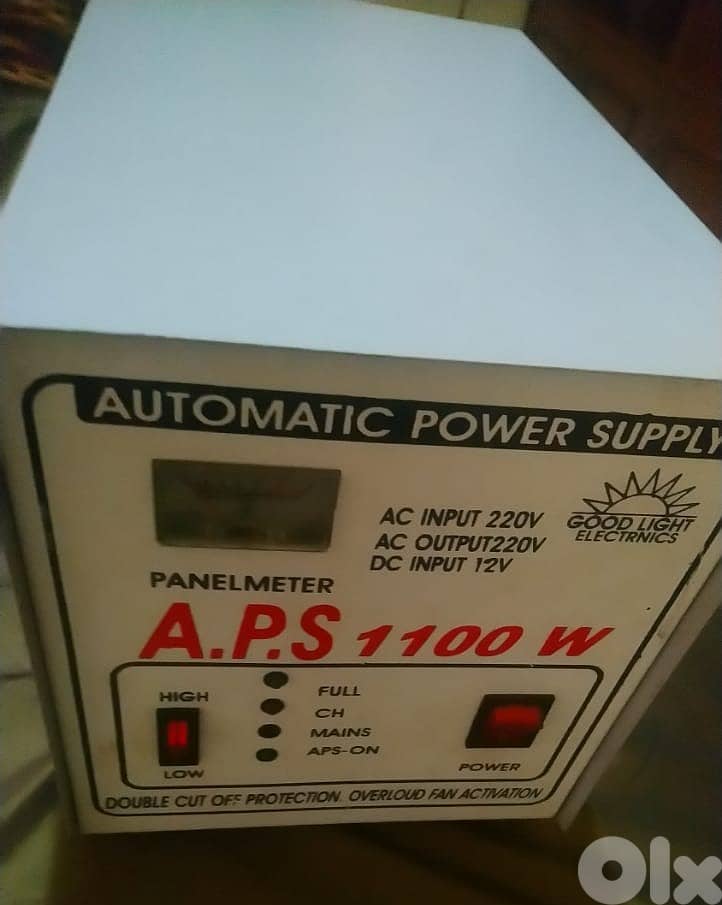 AUTOMATIC POWER SUPPLY
AC INPUT 220V
AC OUTPUT220V
DC INPUT 12V
GOOD LIGHT
ELECTRNICS
PANELMETER
A.P.S 1100 W
HIGH
LOW
FULL
CH
MAINS
APS-ON
POWER
DOUBLE CUT OFF PROTECTION. OVERLOUD FAN ACTIVATION
Olx